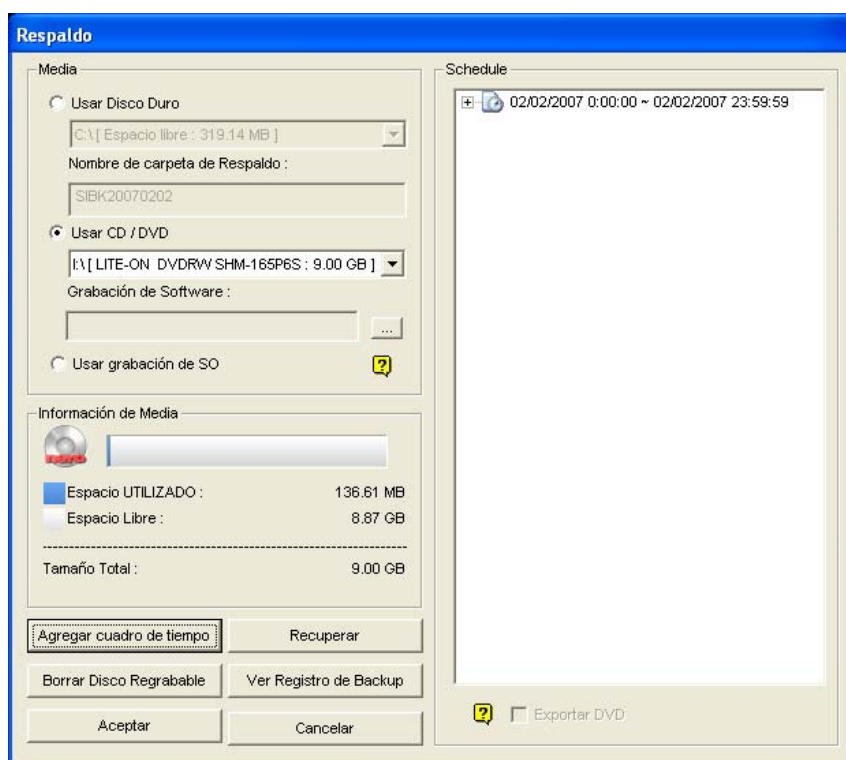 Respaldo
Media
Usar Disco Duro
C:\ [ Espacio libre : 319.14 MB ]
Nombre de carpeta de Respaldo :
SIBK20070202
Usar CD / DVD
I:\ [ LITE-ON DVDRW SHM-165P6S : 9.00 GB ]
Grabación de Software :
...
Usar grabación de SO
Información de Media
Espacio UTILIZADO : 136.61 MB
Espacio Libre : 8.87 GB
Tamaño Total : 9.00 GB
Agregar cuadro de tiempo
Recuperar
Borrar Disco Regrabable
Ver Registro de Backup
Aceptar
Cancelar
Schedule
02/02/2007 0:00:00 ~ 02/02/2007 23:59:59
Exportar DVD